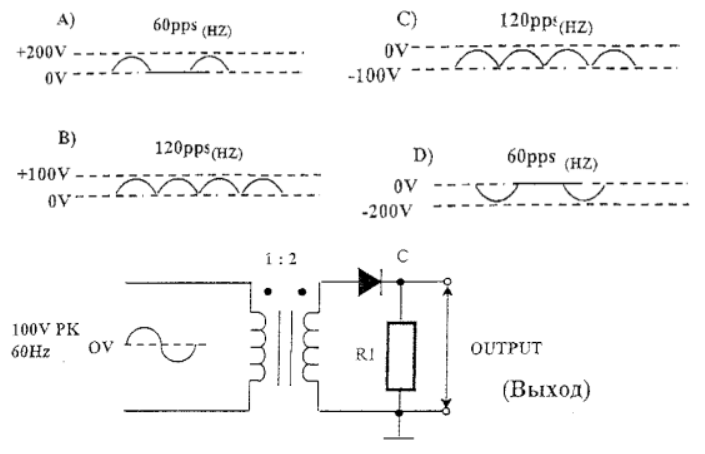 A)
60pps (HZ)
+200V
0V
C)
120pps (HZ)
0V
-100V
B)
120pps (HZ)
+100V
0V
D)
60pps (HZ)
0V
-200V
1 : 2
C
100V PK
60Hz
OV
R1
OUTPUT
(Выход)